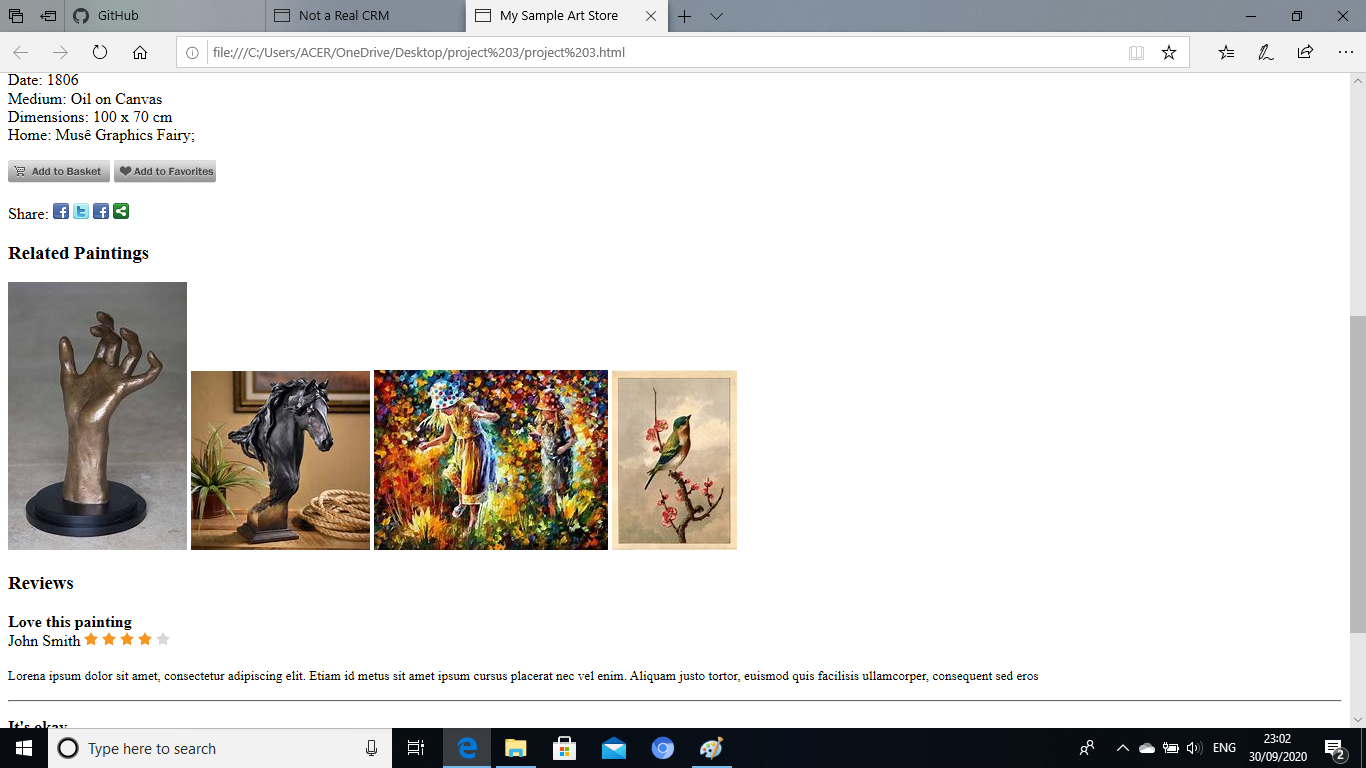 GitHub
Not a Real CRM
My Sample Art Store
file:///C:/Users/ACER/OneDrive/Desktop/project%203/project%203.html
Date: 1806
Medium: Oil on Canvas
Dimensions: 100 x 70 cm
Home: Musê Graphics Fairy;
Add to Basket Add to Favorites
Share:
Related Paintings
Reviews
Love this painting
John Smith
Lorena ipsum dolor sit amet, consectetur adipiscing elit. Etiam id metus sit amet ipsum cursus placerat nec vel enim. Aliquam justo tortor, euismod quis facilisis ullamcorper, consequent sed eros
It's okay
Type here to search
ENG
23:02
30/09/2020
2